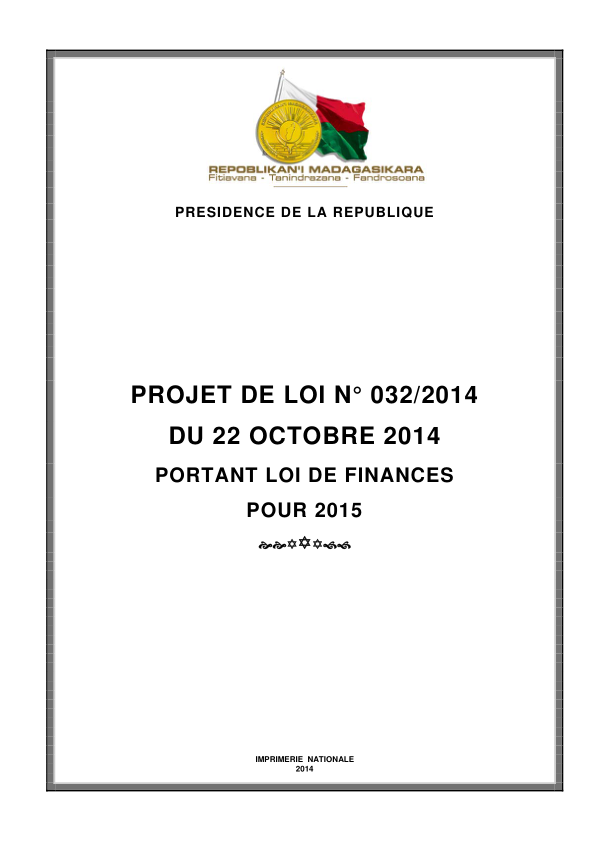 REPOBLIKAN'I MADAGASIKARA
Fitiavana - Tanindrazana - Fandrosoana
PRESIDENCE DE LA REPUBLIQUE
PROJET DE LOI N° 032/2014
DU 22 OCTOBRE 2014
PORTANT LOI DE FINANCES
POUR 2015
IMPRIMERIE NATIONALE
2014